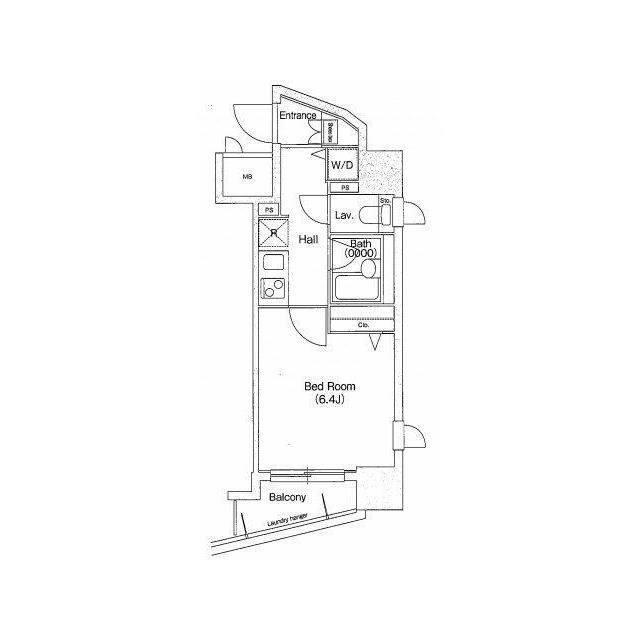 Entrance
Shoes box
W/D
MB
PS
PS
Sto.
Lav.
R
Hall
Bath
(0000)
Clo.
Bed Room
(6.4J)
Balcony
Laundry hanger